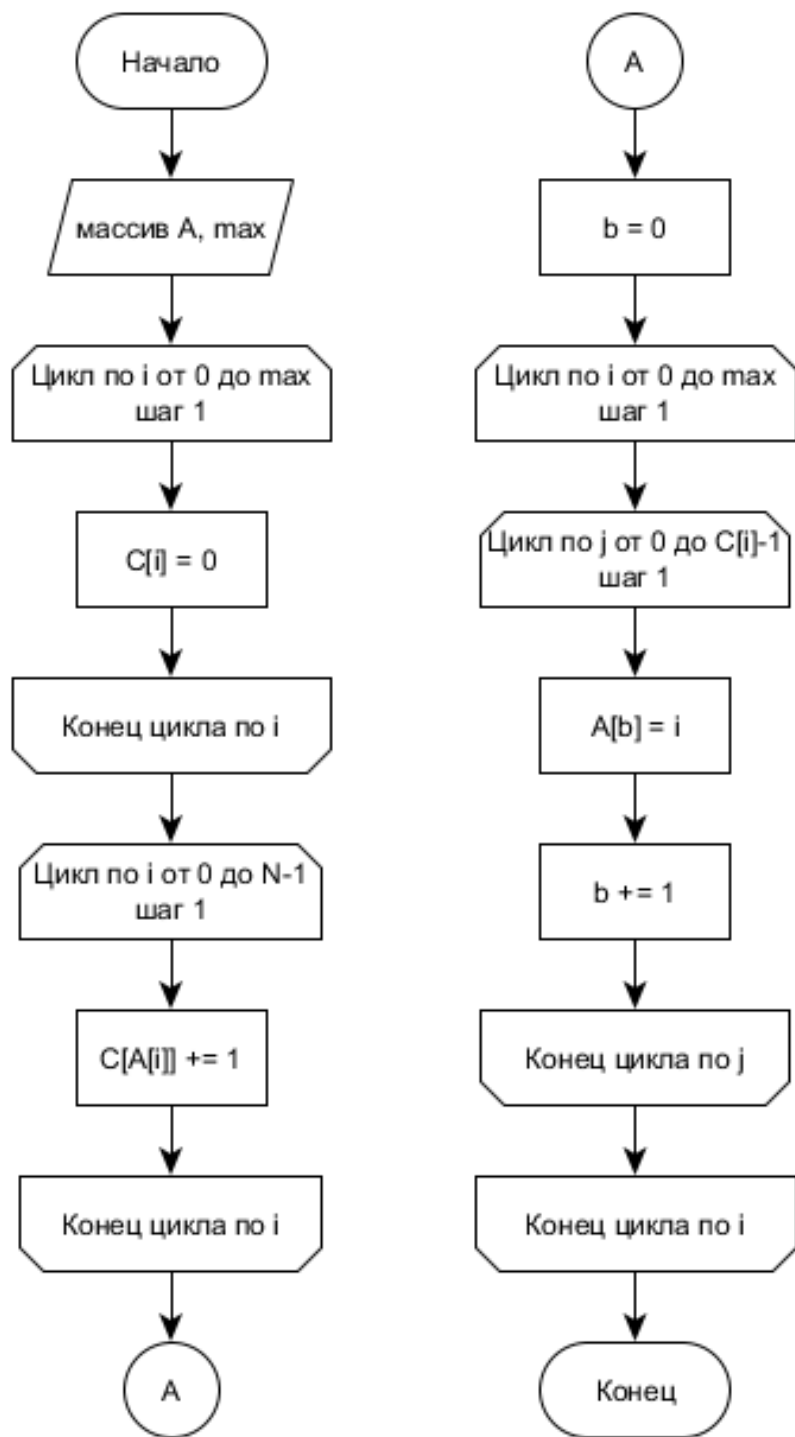 Начало
массив A, max
Цикл по i от 0 до max
шаг 1
C[i] = 0
Конец цикла по i
Цикл по i от 0 до N-1
шаг 1
C[A[i]] += 1
Конец цикла по i
A
A
b = 0
Цикл по i от 0 до max
шаг 1
Цикл по j от 0 до C[i]-1
шаг 1
A[b] = i
b += 1
Конец цикла по j
Конец цикла по i
Конец